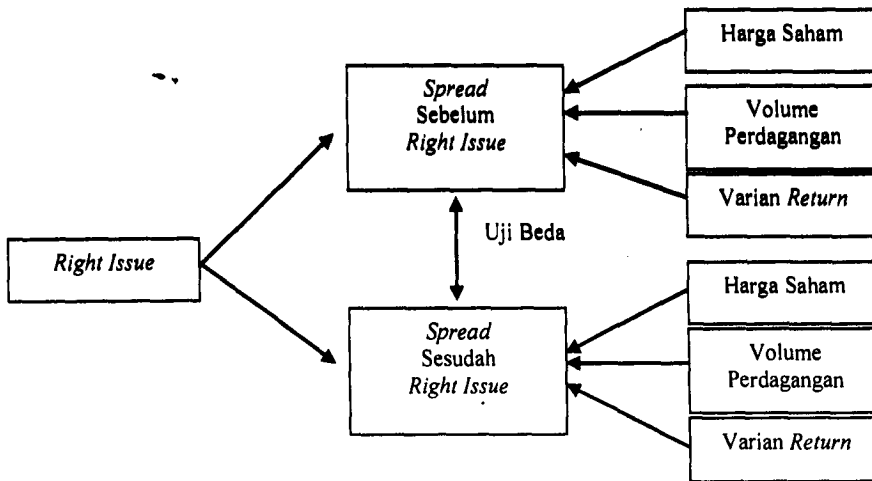 Harga Saham
Spread
Sebelum
Right Issue
Volume
Perdagangan
Varian Return
Uji Beda
Right Issue
Harga Saham
Spread
Sesudah
Right Issue
Volume
Perdagangan
Varian Return